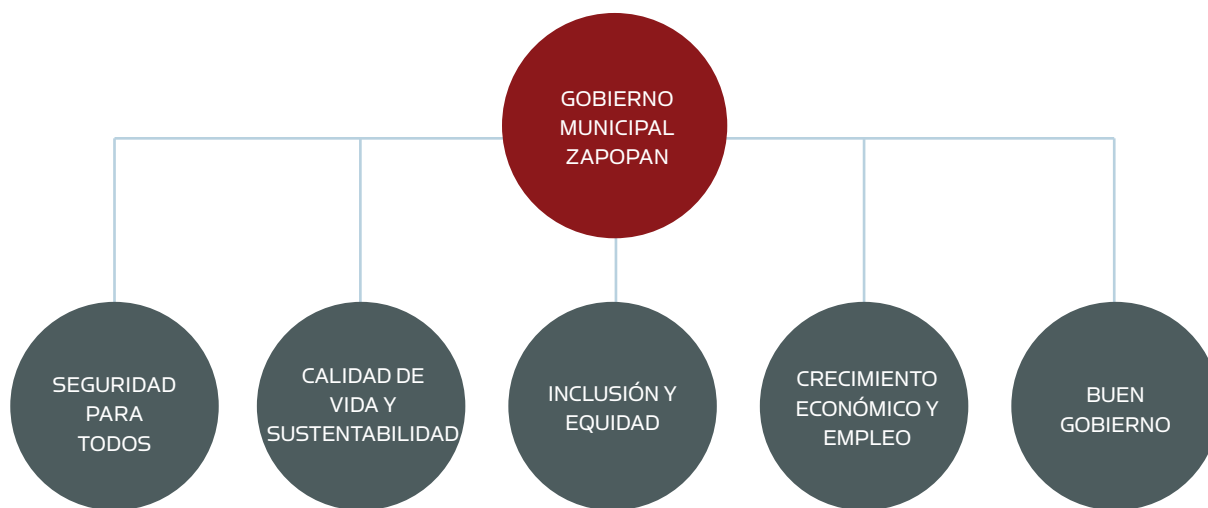 GOBIERNO
MUNICIPAL
ZAPOPAN
SEGURIDAD
PARA
TODOS
CALIDAD DE
VIDA Y
SUSTENTABILIDAD
INCLUSIÓN Y
EQUIDAD
CRECIMIENTO
ECONÓMICO Y
EMPLEO
BUEN
GOBIERNO